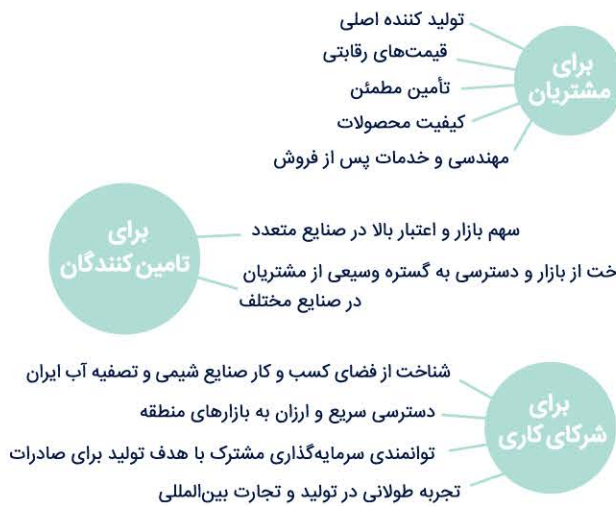 برای
مشتریان
تولید کننده اصلی
قیمت‌های رقابتی
تأمین مطمئن
کیفیت محصولات
مهندسی و خدمات پس از فروش
برای
تامین کنندگان
سهم بازار و اعتبار بالا در صنایع متعدد
از بازار و دسترسی به گستره وسیعی از مشتریان
در صنایع مختلف
برای
شرکای کاری
شناخت از فضای کسب و کار صنایع شیمی و تصفیه آب ایران
دسترسی سریع و ارزان به بازارهای منطقه
توانمندی سرمایه‌گذاری مشترک با هدف تولید برای صادرات
تجربه طولانی در تولید و تجارت بین‌المللی